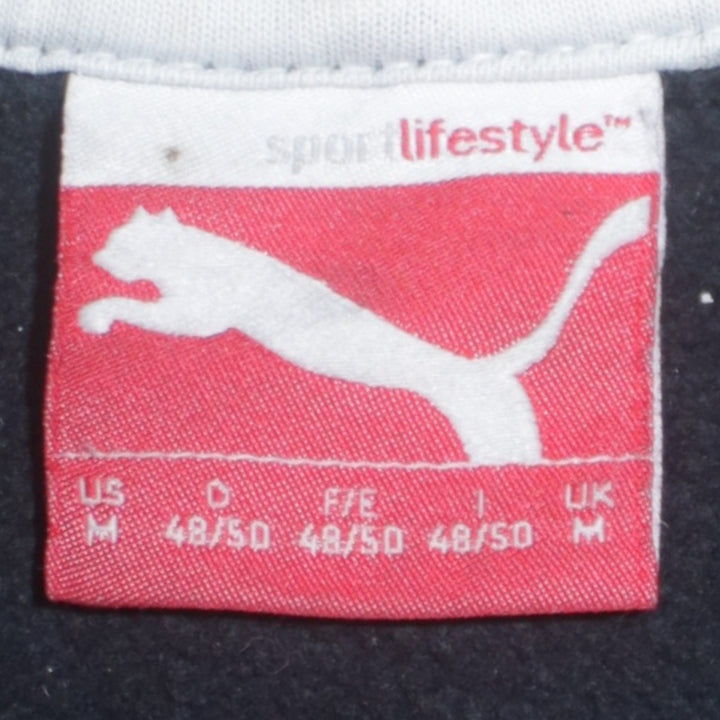 sportlifestyle™
US D F/E I UK
M 48/50 48/50 48/50 M